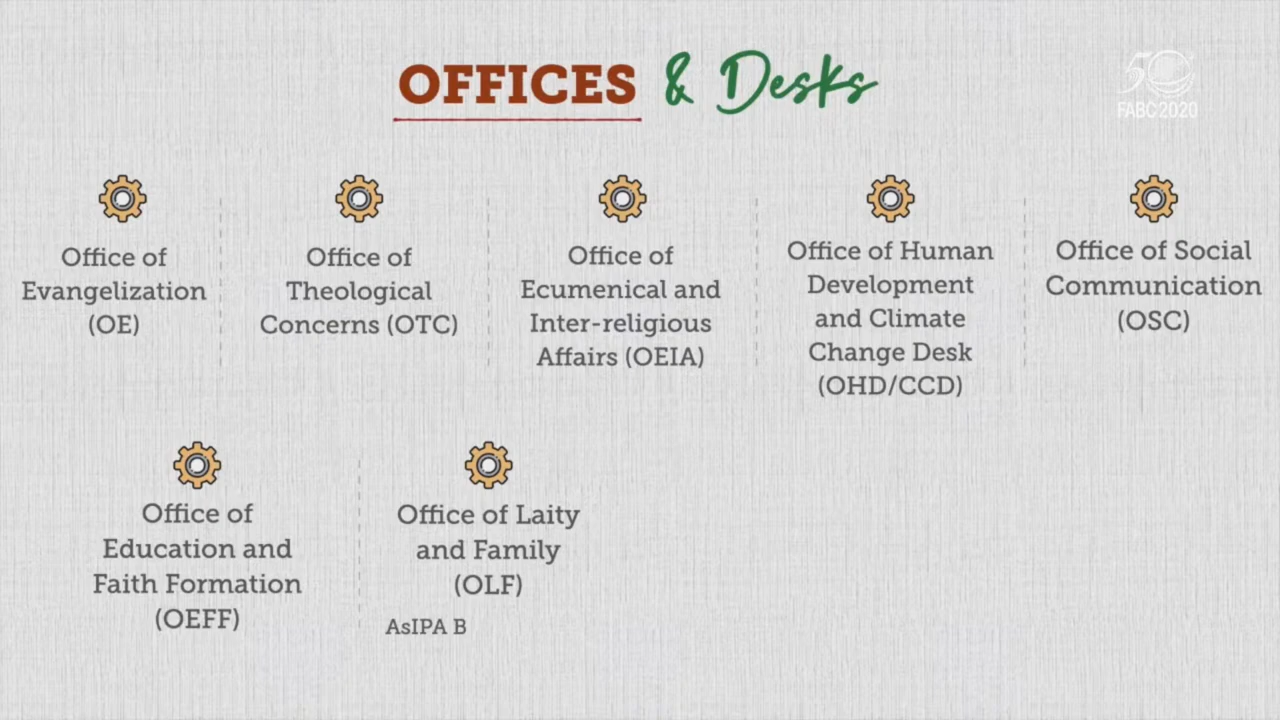 OFFICES & Desks
50
FABC 2020
Office of
Evangelization
(OE)
Office of
Theological
Concerns (OTC)
Office of
Ecumenical and
Inter-religious
Affairs (OEIA)
Office of Human
Development
and Climate
Change Desk
(OHD/CCD)
Office of Social
Communication
(OSC)
Office of
Education and
Faith Formation
(OEFF)
Office of Laity
and Family
(OLF)
AsIPA B